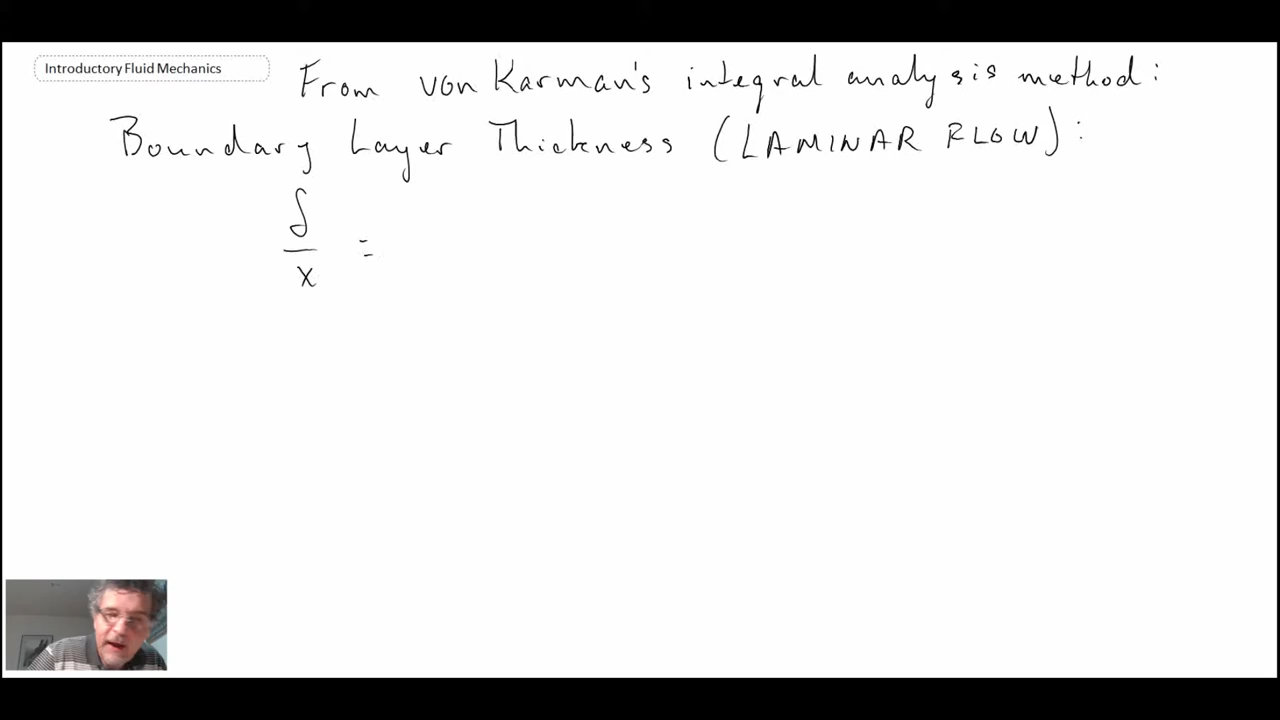 Introductory Fluid Mechanics
From von Karman's integral analysis method:
Boundary Layer Thickness (LAMINAR FLOW):
δ/x =